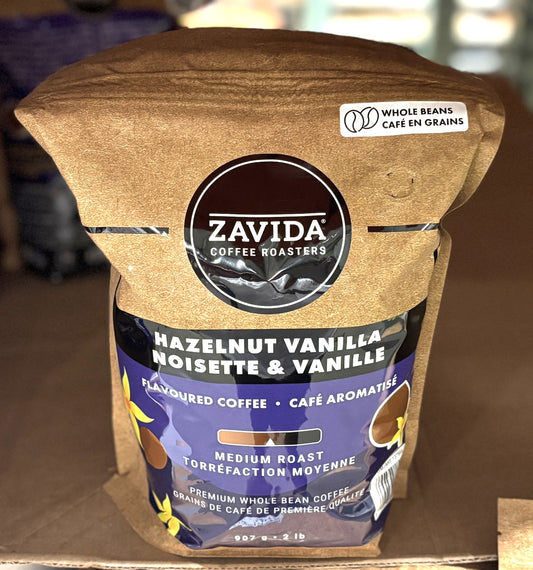 WHOLE BEANS
CAFÉ EN GRAINS
ZAVIDA®
COFFEE ROASTERS
HAZELNUT VANILLA
NOISETTE & VANILLE
FLAVOURED COFFEE • CAFÉ AROMATISÉ
MEDIUM ROAST
TORRÉFACTION MOYENNE
PREMIUM WHOLE BEAN COFFEE
GRAINS DE CAFÉ DE PREMIÈRE QUALITÉ
907 g • 2 lb